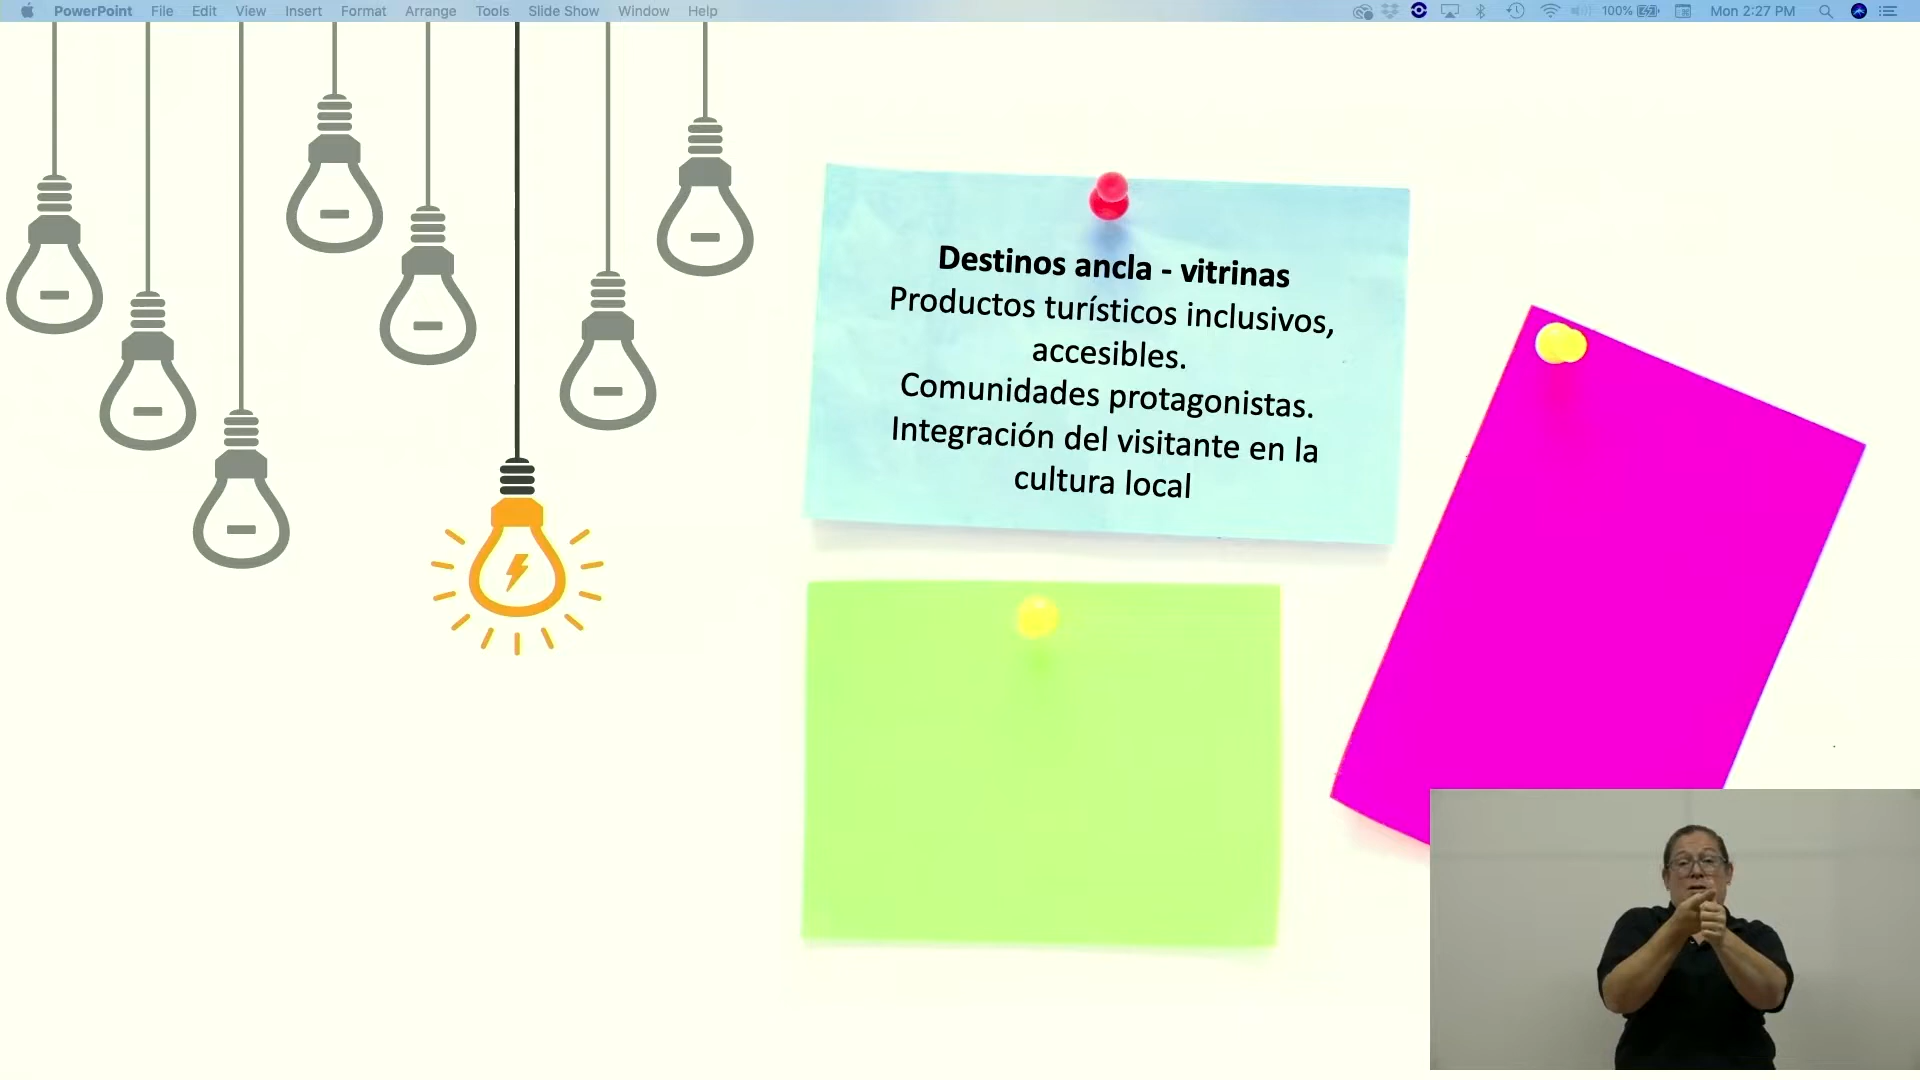 PowerPoint File Edit View Insert Format Arrange Tools Slide Show Window Help 100% Mon 2:27 PM
Destinos ancla - vitrinas
Productos turísticos inclusivos,
accesibles.
Comunidades protagonistas.
Integración del visitante en la
cultura local